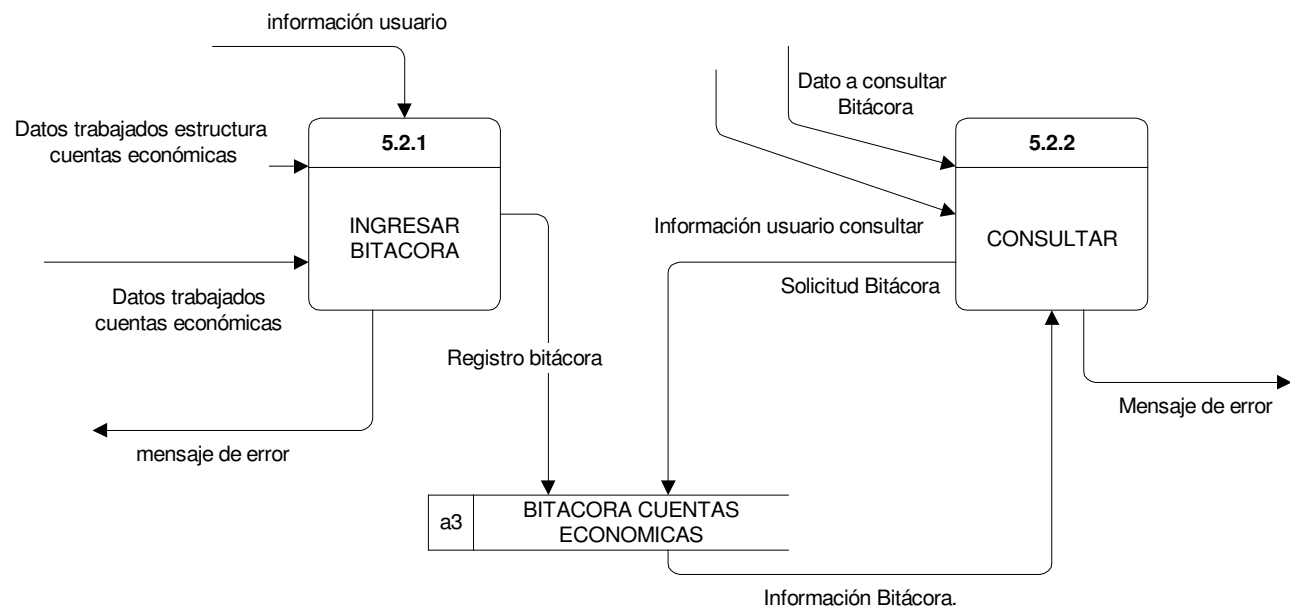 información usuario
Datos trabajados estructura
cuentas económicas
5.2.1
INGRESAR
BITACORA
Datos trabajados
cuentas económicas
mensaje de error
Registro bitácora
Dato a consultar
Bitácora
5.2.2
CONSULTAR
Información usuario consultar
Solicitud Bitácora
Mensaje de error
a3
BITACORA CUENTAS
ECONOMICAS
Información Bitácora.